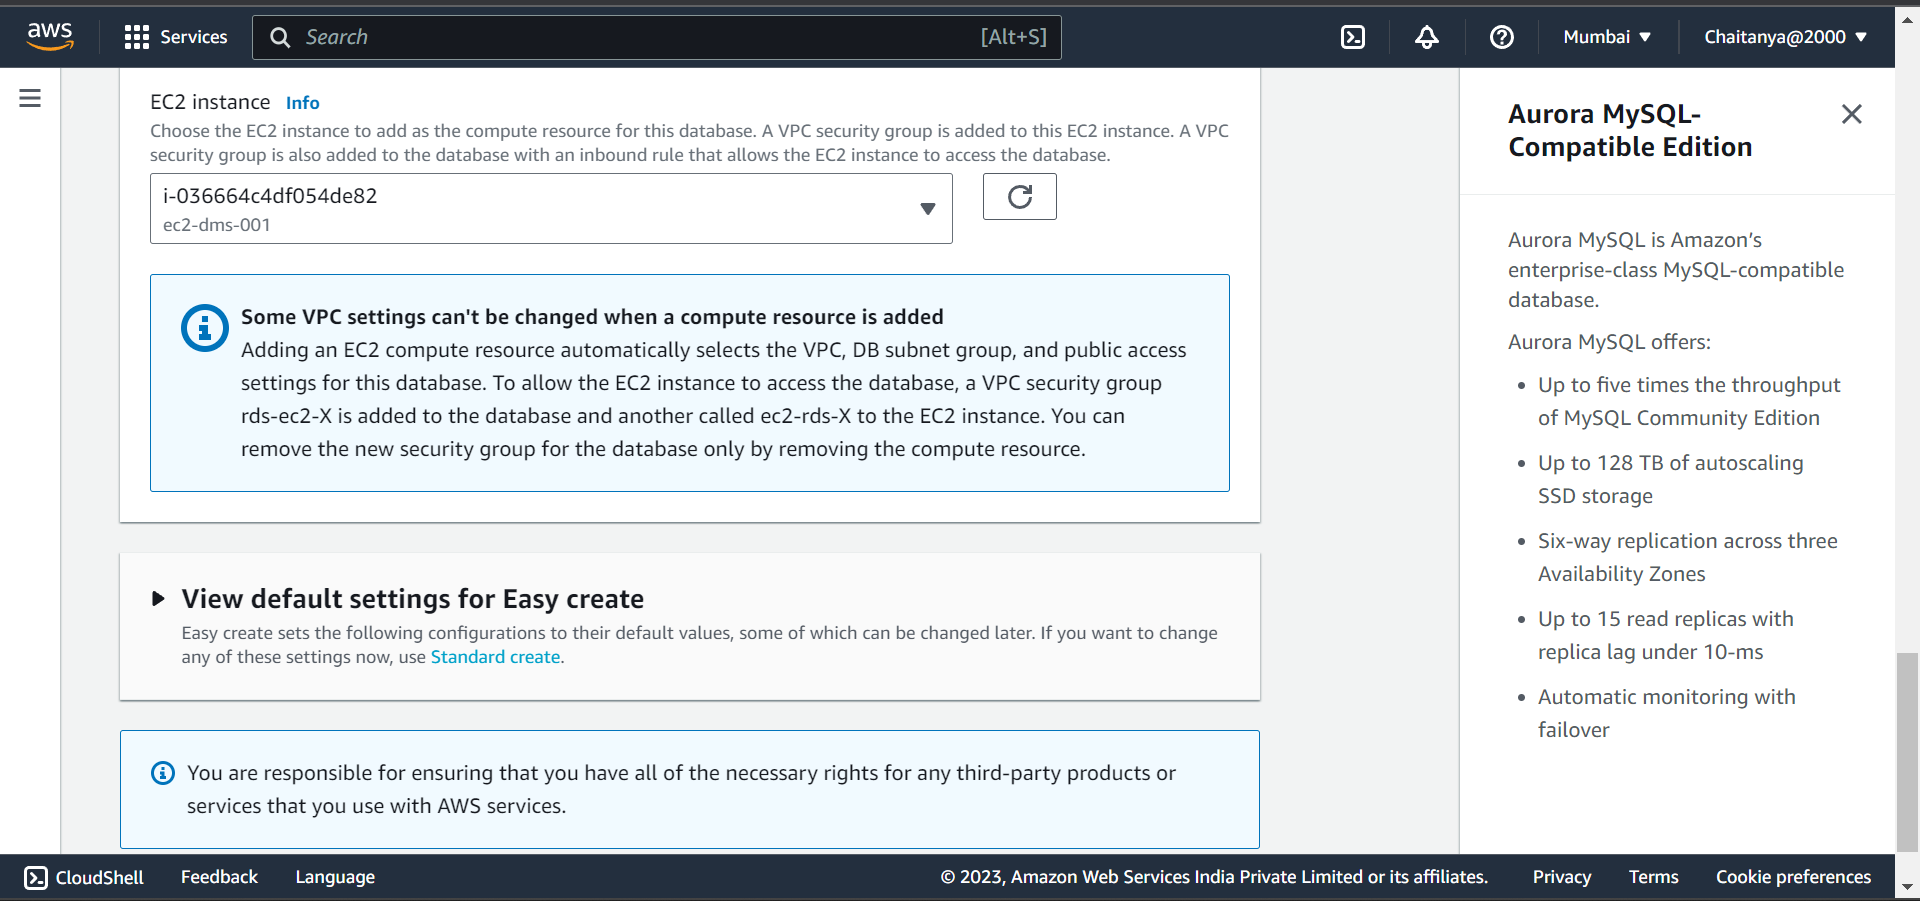 aws
Services
Search
[Alt+S]
Mumbai
Chaitanya@2000
EC2 instance Info
Choose the EC2 instance to add as the compute resource for this database. A VPC security group is added to this EC2 instance. A VPC
security group is also added to the database with an inbound rule that allows the EC2 instance to access the database.
i-036664c4df054de82
ec2-dms-001
Some VPC settings can't be changed when a compute resource is added
Adding an EC2 compute resource automatically selects the VPC, DB subnet group, and public access
settings for this database. To allow the EC2 instance to access the database, a VPC security group
rds-ec2-X is added to the database and another called ec2-rds-X to the EC2 instance. You can
remove the new security group for the database only by removing the compute resource.
View default settings for Easy create
Easy create sets the following configurations to their default values, some of which can be changed later. If you want to change
any of these settings now, use Standard create.
You are responsible for ensuring that you have all of the necessary rights for any third-party products or
services that you use with AWS services.
Aurora MySQL-
Compatible Edition
Aurora MySQL is Amazon’s
enterprise-class MySQL-compatible
database.
Aurora MySQL offers:
• Up to five times the throughput
of MySQL Community Edition
• Up to 128 TB of autoscaling
SSD storage
• Six-way replication across three
Availability Zones
• Up to 15 read replicas with
replica lag under 10-ms
• Automatic monitoring with
failover
CloudShell
Feedback
Language
© 2023, Amazon Web Services India Private Limited or its affiliates.
Privacy
Terms
Cookie preferences